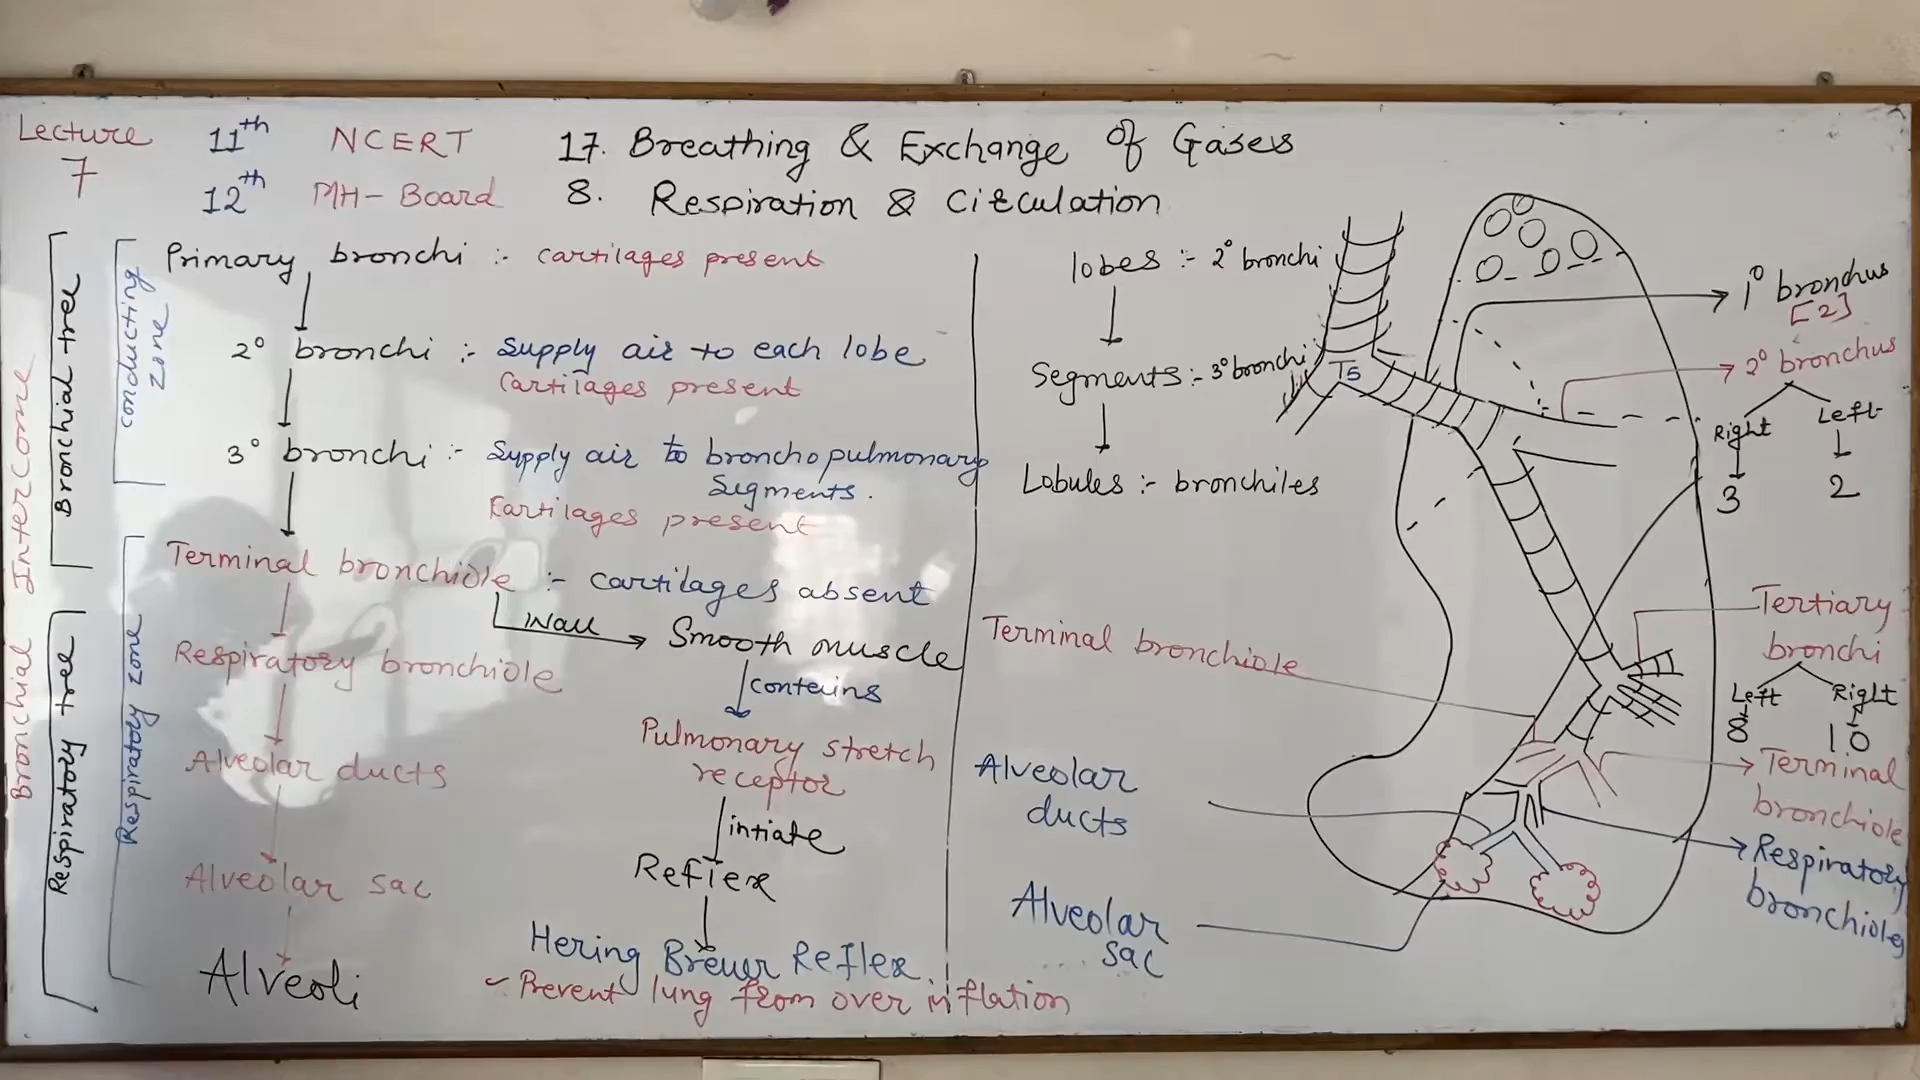 Lecture 7
11th NCERT 17. Breathing & Exchange of Gases
12th MH-Board 8. Respiration & Circulation
Bronchial InterCome
Bronchial tree
Respiratory tree
conducting zone
Respiratory zone
Primary bronchi :- cartilages present
2° bronchi :- Supply air to each lobe
Cartilages present
3° bronchi :- Supply air to bronchopulmonary
Segments.
Cartilages present
Terminal bronchiole :- cartilages absent
Wall
Smooth muscle
Respiratory bronchiole
contains
Pulmonary stretch
receptor
Alveolar ducts
intiate
Reflex
Alveolar sac
Hering Breuer Reflex
Alveoli
- Prevent lung from over inflation
lobes :- 2° bronchi
Segments :- 3° bronchi
Lobules :- bronchiles
T5
1° bronchus
[2]
2° bronchus
Right Left
3 2
Terminal bronchiole
Tertiary
bronchi
Left Right
8 10
Terminal
bronchiole
Alveolar
ducts
Respiratory
bronchioles
Alveolar
sac